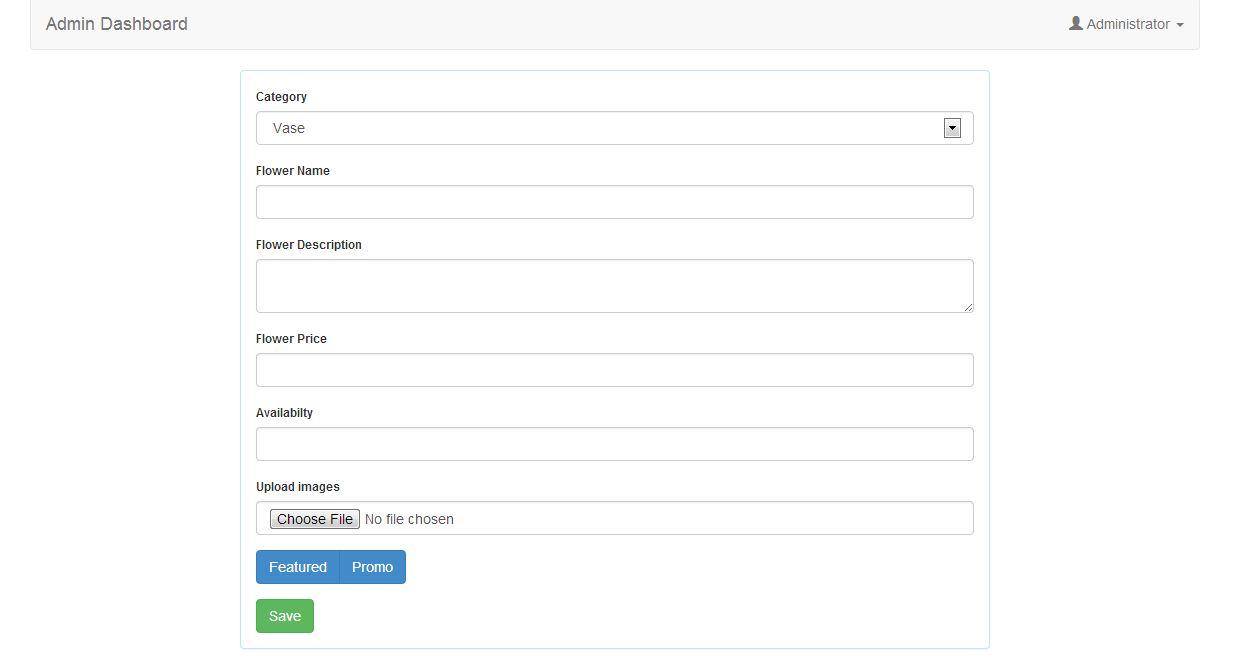 Admin Dashboard
Administrator
Category
Vase
Flower Name
Flower Description
Flower Price
Availabilty
Upload images
Choose File No file chosen
Featured Promo
Save